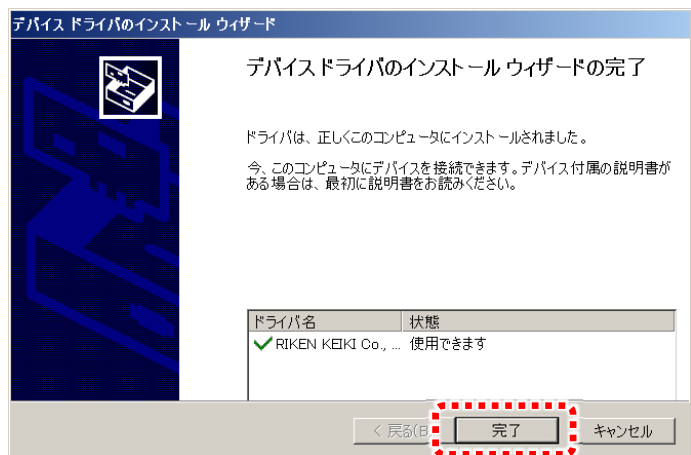 デバイス ドライバのインストール ウィザード
デバイス ドライバのインストール ウィザードの完了
ドライバは、正しくこのコンピュータにインストールされました。
今、このコンピュータにデバイスを接続できます。デバイス付属の説明書が
ある場合は、最初に説明書をお読みください。
ドライバ名 状態
RIKEN KEIKI Co., ... 使用できます
< 戻る(B 完了 キャンセル